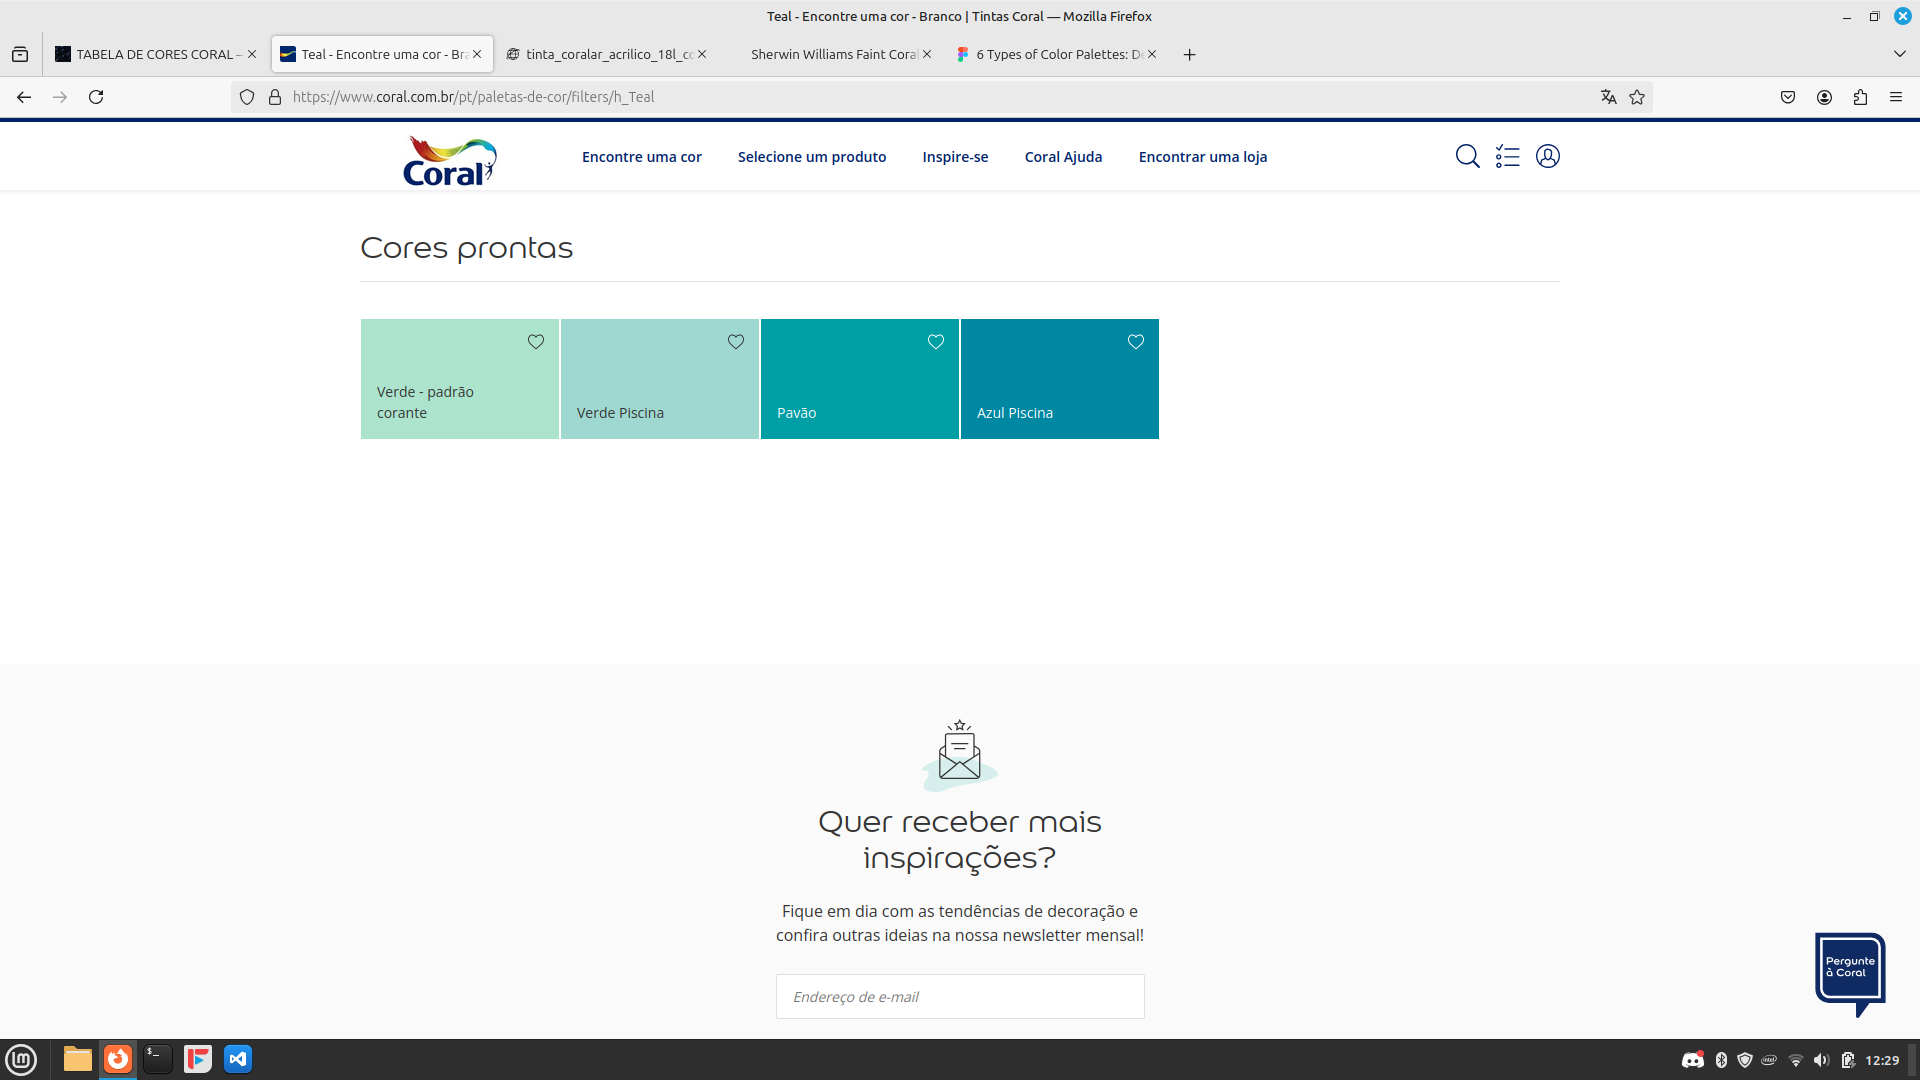 Teal - Encontre uma cor - Branco | Tintas Coral — Mozilla Firefox
TABELA DE CORES CORAL –
Teal - Encontre uma cor - Bra
tinta_coralar_acrilico_18l_co
Sherwin Williams Faint Coral
6 Types of Color Palettes: De
https://www.coral.com.br/pt/paletas-de-cor/filters/h_Teal
Coral
Encontre uma cor
Selecione um produto
Inspire-se
Coral Ajuda
Encontrar uma loja
Cores prontas
Verde - padrão
corante
Verde Piscina
Pavão
Azul Piscina
Quer receber mais
inspirações?
Fique em dia com as tendências de decoração e
confira outras ideias na nossa newsletter mensal!
Endereço de e-mail
Pergunte
à Coral
12:29